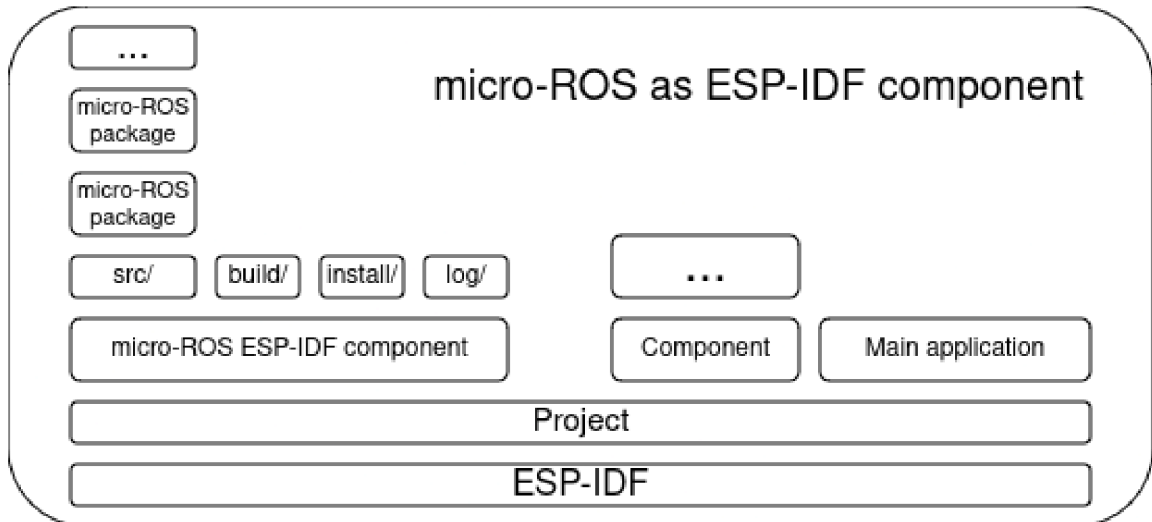 ...
micro-ROS as ESP-IDF component
micro-ROS
package
micro-ROS
package
src/
build/
install/
log/
...
micro-ROS ESP-IDF component
Component
Main application
Project
ESP-IDF